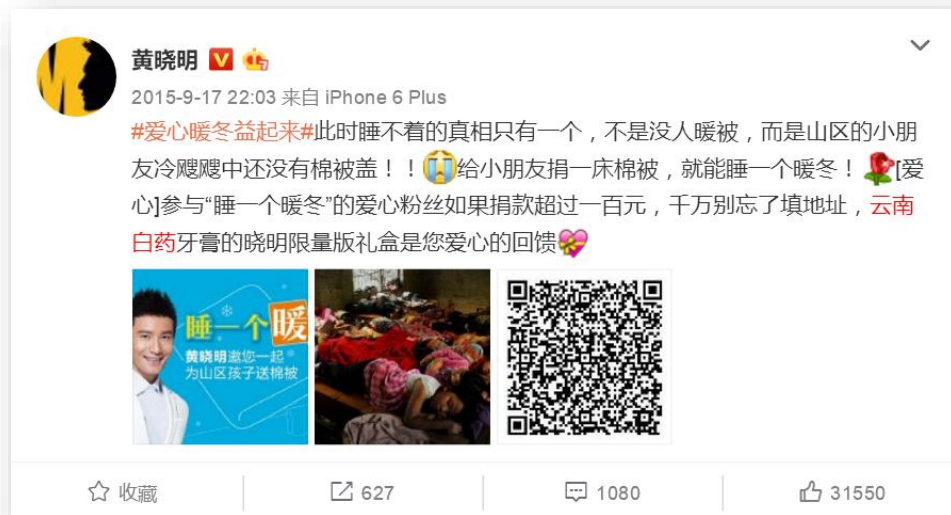 黄晓明
2015-9-17 22:03 来自 iPhone 6 Plus
#爱心暖冬益起来#此时睡不着的真相只有一个，不是没人暖被，而是山区的小朋
友冷飕飕中还没有棉被盖！！给小朋友捐一床棉被，就能睡一个暖冬！[爱
心]参与“睡一个暖冬”的爱心粉丝如果捐款超过一百元，千万别忘了填地址，云南
白药牙膏的晓明限量版礼盒是您爱心的回馈
睡一个暖
黄晓明邀您一起
为山区孩子送棉被
收藏
627
1080
31550